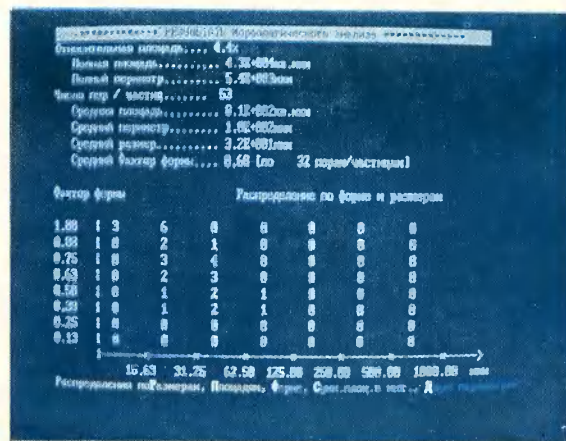 РЕЗУЛЬТАТЫ морфологического анализа
Относительная площадь:... 4.4%
Полная площадь........... 4.3E+004кв.мкм
Полный периметр.......... 5.4E+003мкм
Число пор / частиц....... 63
Средняя площадь........ 8.1E+002кв.мкм
Средний периметр....... 1.0E+002мкм
Средний размер......... 3.2E+001мкм
Средний Фактор формы:.... 0.68 [по 32 порам/частицам]
Фактор формы Распределение по форме и размерам
1.00 : 3 6 0 0 0 0 0
0.88 : 0 2 1 0 0 0 0
0.75 : 0 3 4 0 0 0 0
0.63 : 0 2 3 0 0 0 0
0.50 : 0 1 2 1 0 0 0
0.38 : 0 1 2 1 0 0 0
0.25 : 0 0 0 0 0 0 0
0.13 : 0 0 0 0 0 0 0
15.63 31.25 62.50 125.00 250.00 500.00 1000.00 мкм
Распределения по Размерам, Площадям, Форме,